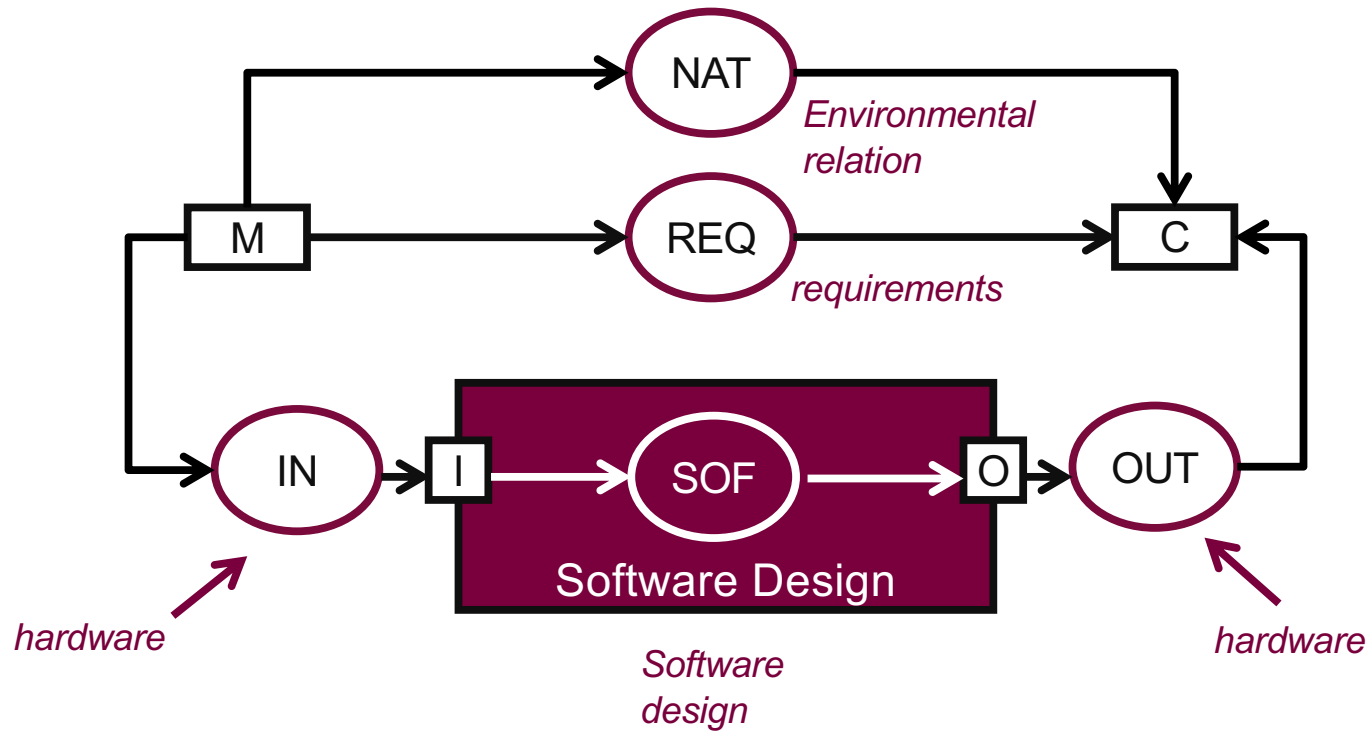 NAT
Environmental
relation
M
REQ
C
requirements
IN
I
SOF
O
OUT
Software Design
hardware
hardware
Software
design